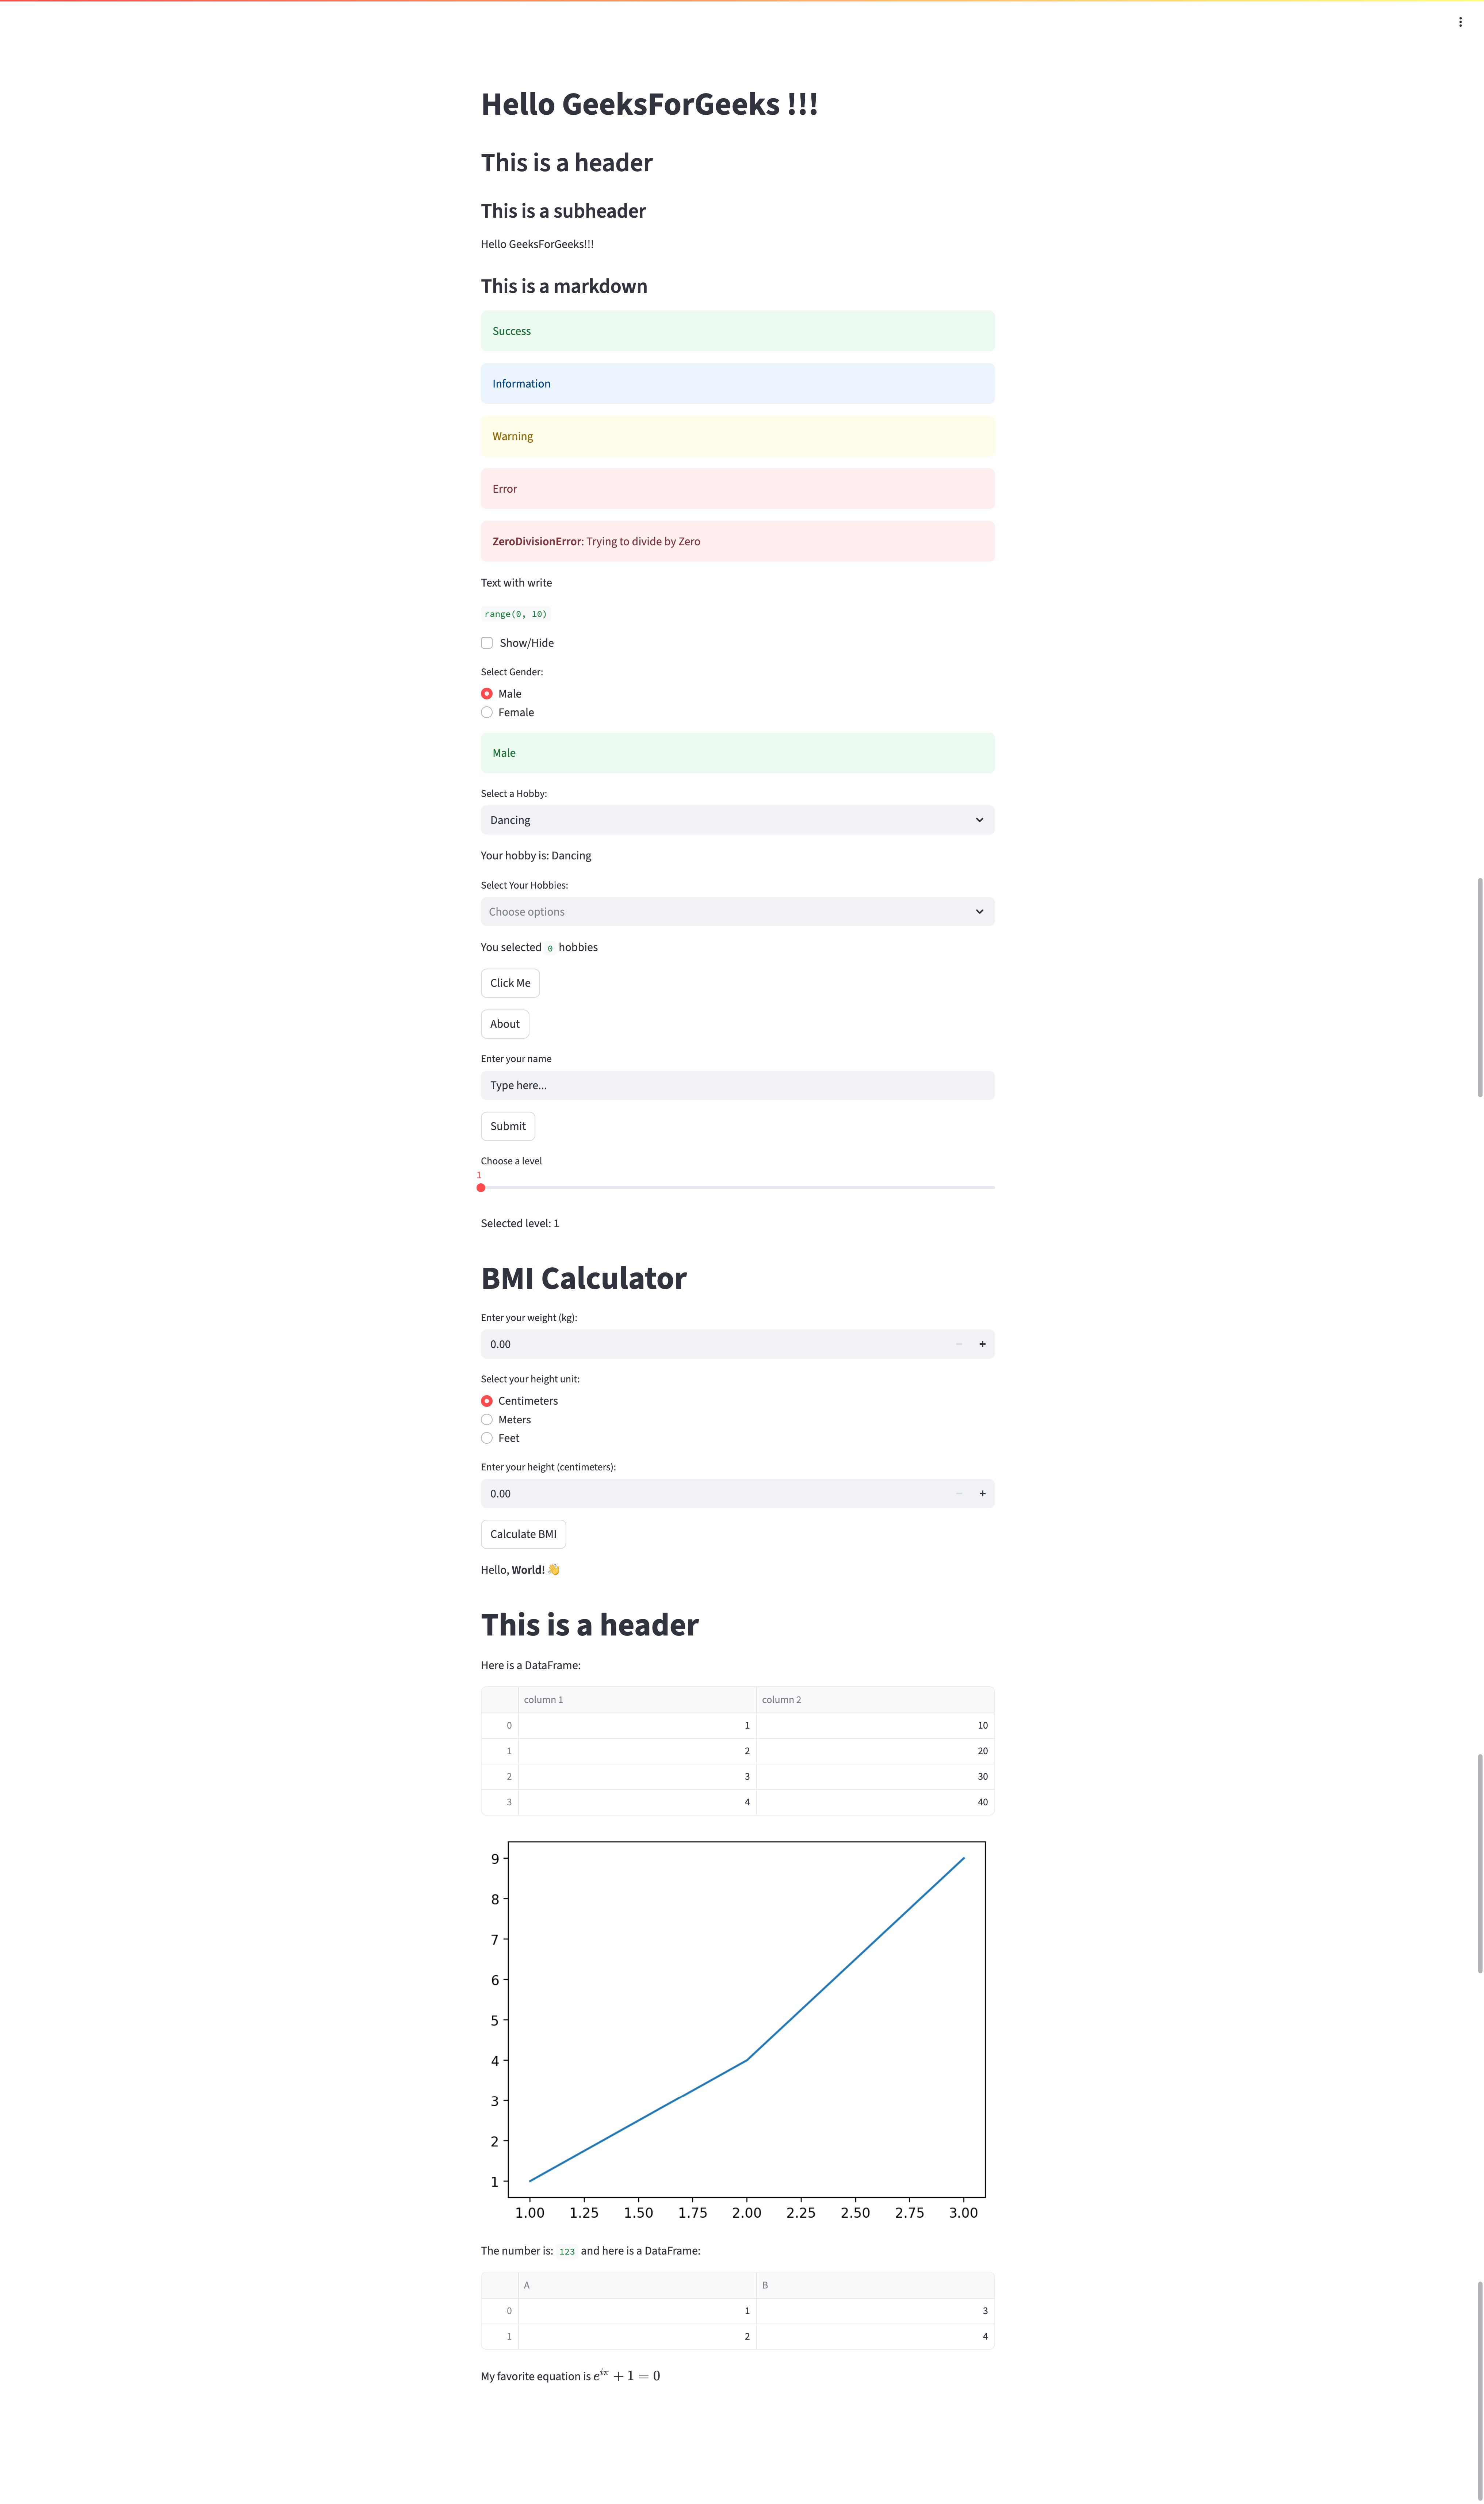 Hello GeeksForGeeks !!!
This is a header
This is a subheader
Hello GeeksForGeeks!!!
This is a markdown
Success
Information
Warning
Error
ZeroDivisionError: Trying to divide by Zero
Text with write
range(0, 10)
Show/Hide
Select Gender:
Male
Female
Male
Select a Hobby:
Dancing
Your hobby is: Dancing
Select Your Hobbies:
Choose options
You selected 0 hobbies
Click Me
About
Enter your name
Type here...
Submit
Choose a level
1
Selected level: 1
BMI Calculator
Enter your weight (kg):
0.00
Select your height unit:
Centimeters
Meters
Feet
Enter your height (centimeters):
0.00
Calculate BMI
Hello, World! 👋
This is a header
Here is a DataFrame:
column 1 column 2
0 1 10
1 2 20
2 3 30
3 4 40
9
8
7
6
5
4
3
2
1
1.00 1.25 1.50 1.75 2.00 2.25 2.50 2.75 3.00
The number is: 123 and here is a DataFrame:
A B
0 1 3
1 2 4
My favorite equation is e^{iπ} + 1 = 0